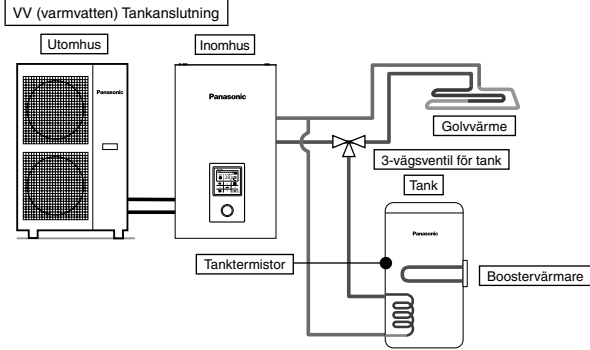 VV (varmvatten) Tankanslutning
Utomhus
Inomhus
Panasonic
Panasonic
Golvvärme
3-vägsventil för tank
Tank
Panasonic
Tanktermistor
Boostervärmare